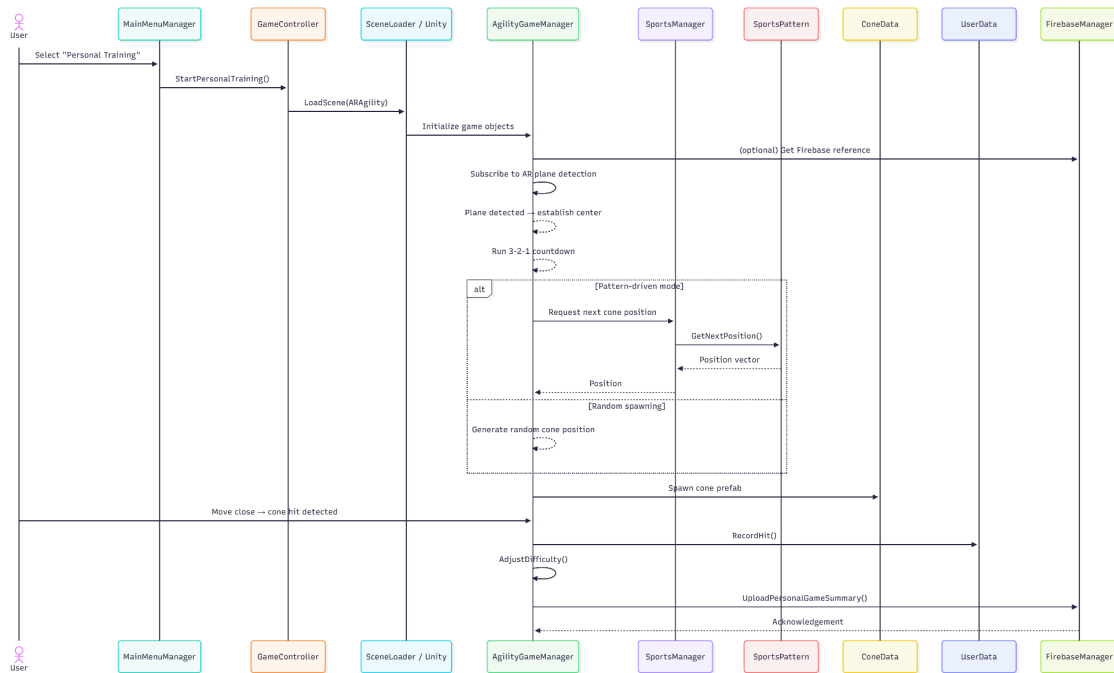 User
MainMenuManager
GameController
SceneLoader / Unity
AgilityGameManager
SportsManager
SportsPattern
ConeData
UserData
FirebaseManager
Select "Personal Training"
StartPersonalTraining()
LoadScene(ARAgility)
Initialize game objects
(optional) Get Firebase reference
Subscribe to AR plane detection
Plane detected → establish center
Run 3-2-1 countdown
alt
[Pattern-driven mode]
Request next cone position
GetNextPosition()
Position vector
Position
[Random spawning]
Generate random cone position
Spawn cone prefab
Move close → cone hit detected
RecordHit()
AdjustDifficulty()
UploadPersonalGameSummary()
Acknowledgement
User
MainMenuManager
GameController
SceneLoader / Unity
AgilityGameManager
SportsManager
SportsPattern
ConeData
UserData
FirebaseManager